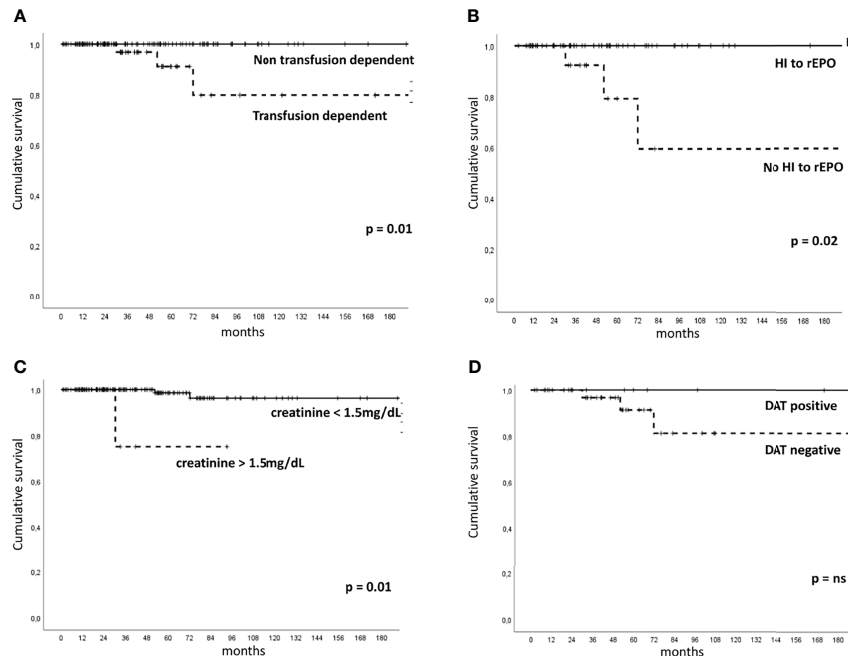 A
Cumulative survival
1,0
0,8
0,6
0,4
0,2
0,0
Non transfusion dependent
Transfusion dependent
p = 0.01
0 12 24 36 48 60 72 84 96 108 120 132 144 156 168 180
months
B
Cumulative survival
1,0
0,8
0,6
0,4
0,2
0,0
HI to rEPO
No HI to rEPO
p = 0.02
0 12 24 36 48 60 72 84 96 108 120 132 144 156 168 180
months
C
Cumulative survival
1,0
0,8
0,6
0,4
0,2
0,0
creatinine < 1.5mg/dL
creatinine > 1.5mg/dL
p = 0.01
0 12 24 36 48 60 72 84 96 108 120 132 144 156 168 180
months
D
Cumulative survival
1,0
0,8
0,6
0,4
0,2
0,0
DAT positive
DAT negative
p = ns
0 12 24 36 48 60 72 84 96 108 120 132 144 156 168 180
months